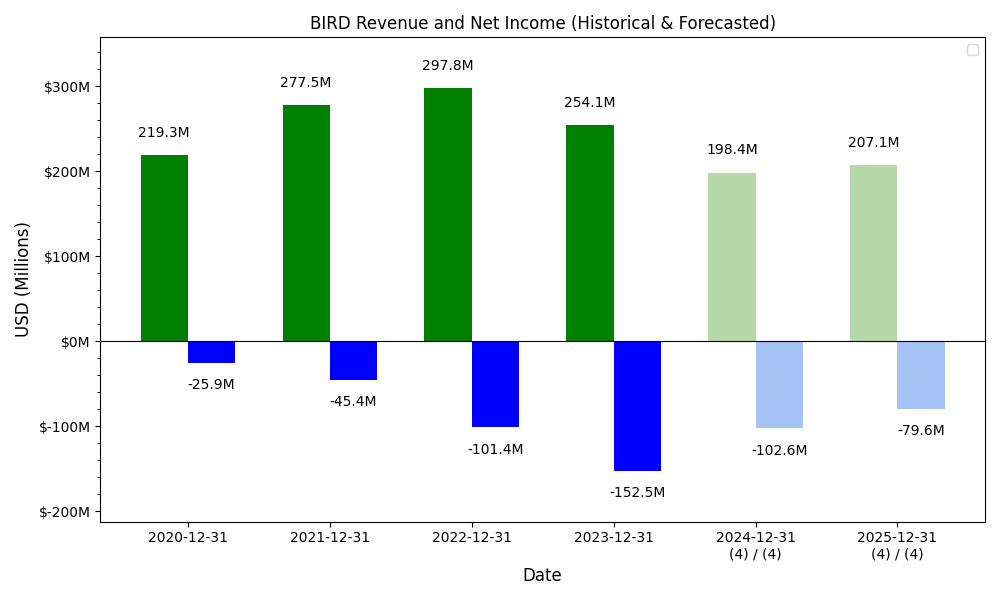 BIRD Revenue and Net Income (Historical & Forecasted)
USD (Millions)
$300M
$200M
$100M
$0M
$-100M
$-200M
219.3M
277.5M
297.8M
254.1M
198.4M
207.1M
-25.9M
-45.4M
-101.4M
-152.5M
-102.6M
-79.6M
2020-12-31
2021-12-31
2022-12-31
2023-12-31
2024-12-31
(4) / (4)
2025-12-31
(4) / (4)
Date